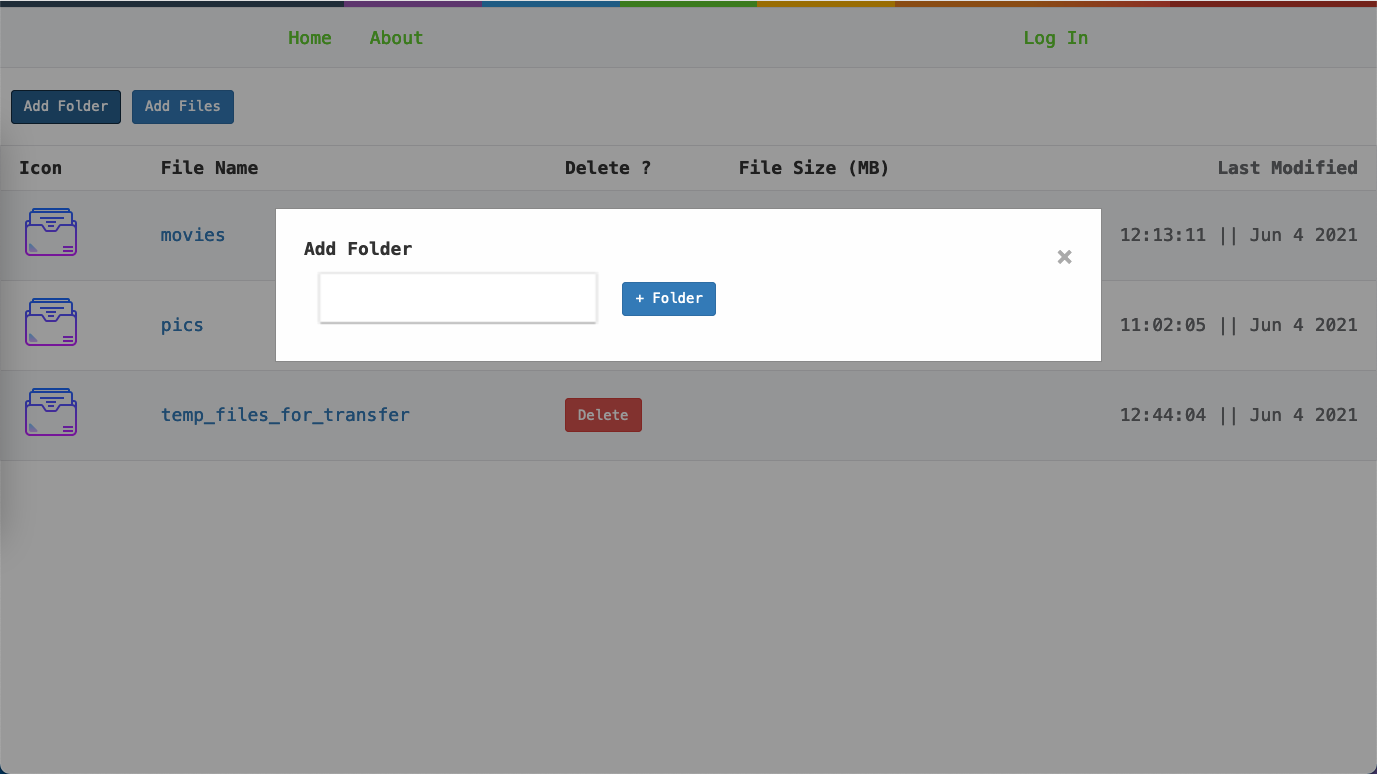 Home About Log In
Add Folder Add Files
Icon File Name Delete ? File Size (MB) Last Modified
movies 12:13:11 || Jun 4 2021
Add Folder ×
+ Folder
pics 11:02:05 || Jun 4 2021
temp_files_for_transfer Delete 12:44:04 || Jun 4 2021